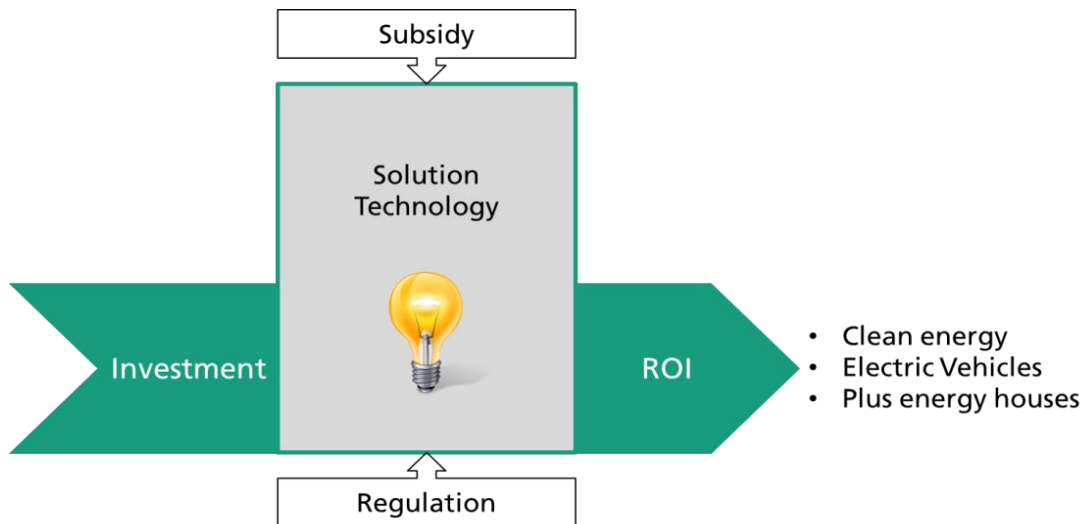 Subsidy
Solution
Technology
Investment
ROI
• Clean energy
• Electric Vehicles
• Plus energy houses
Regulation